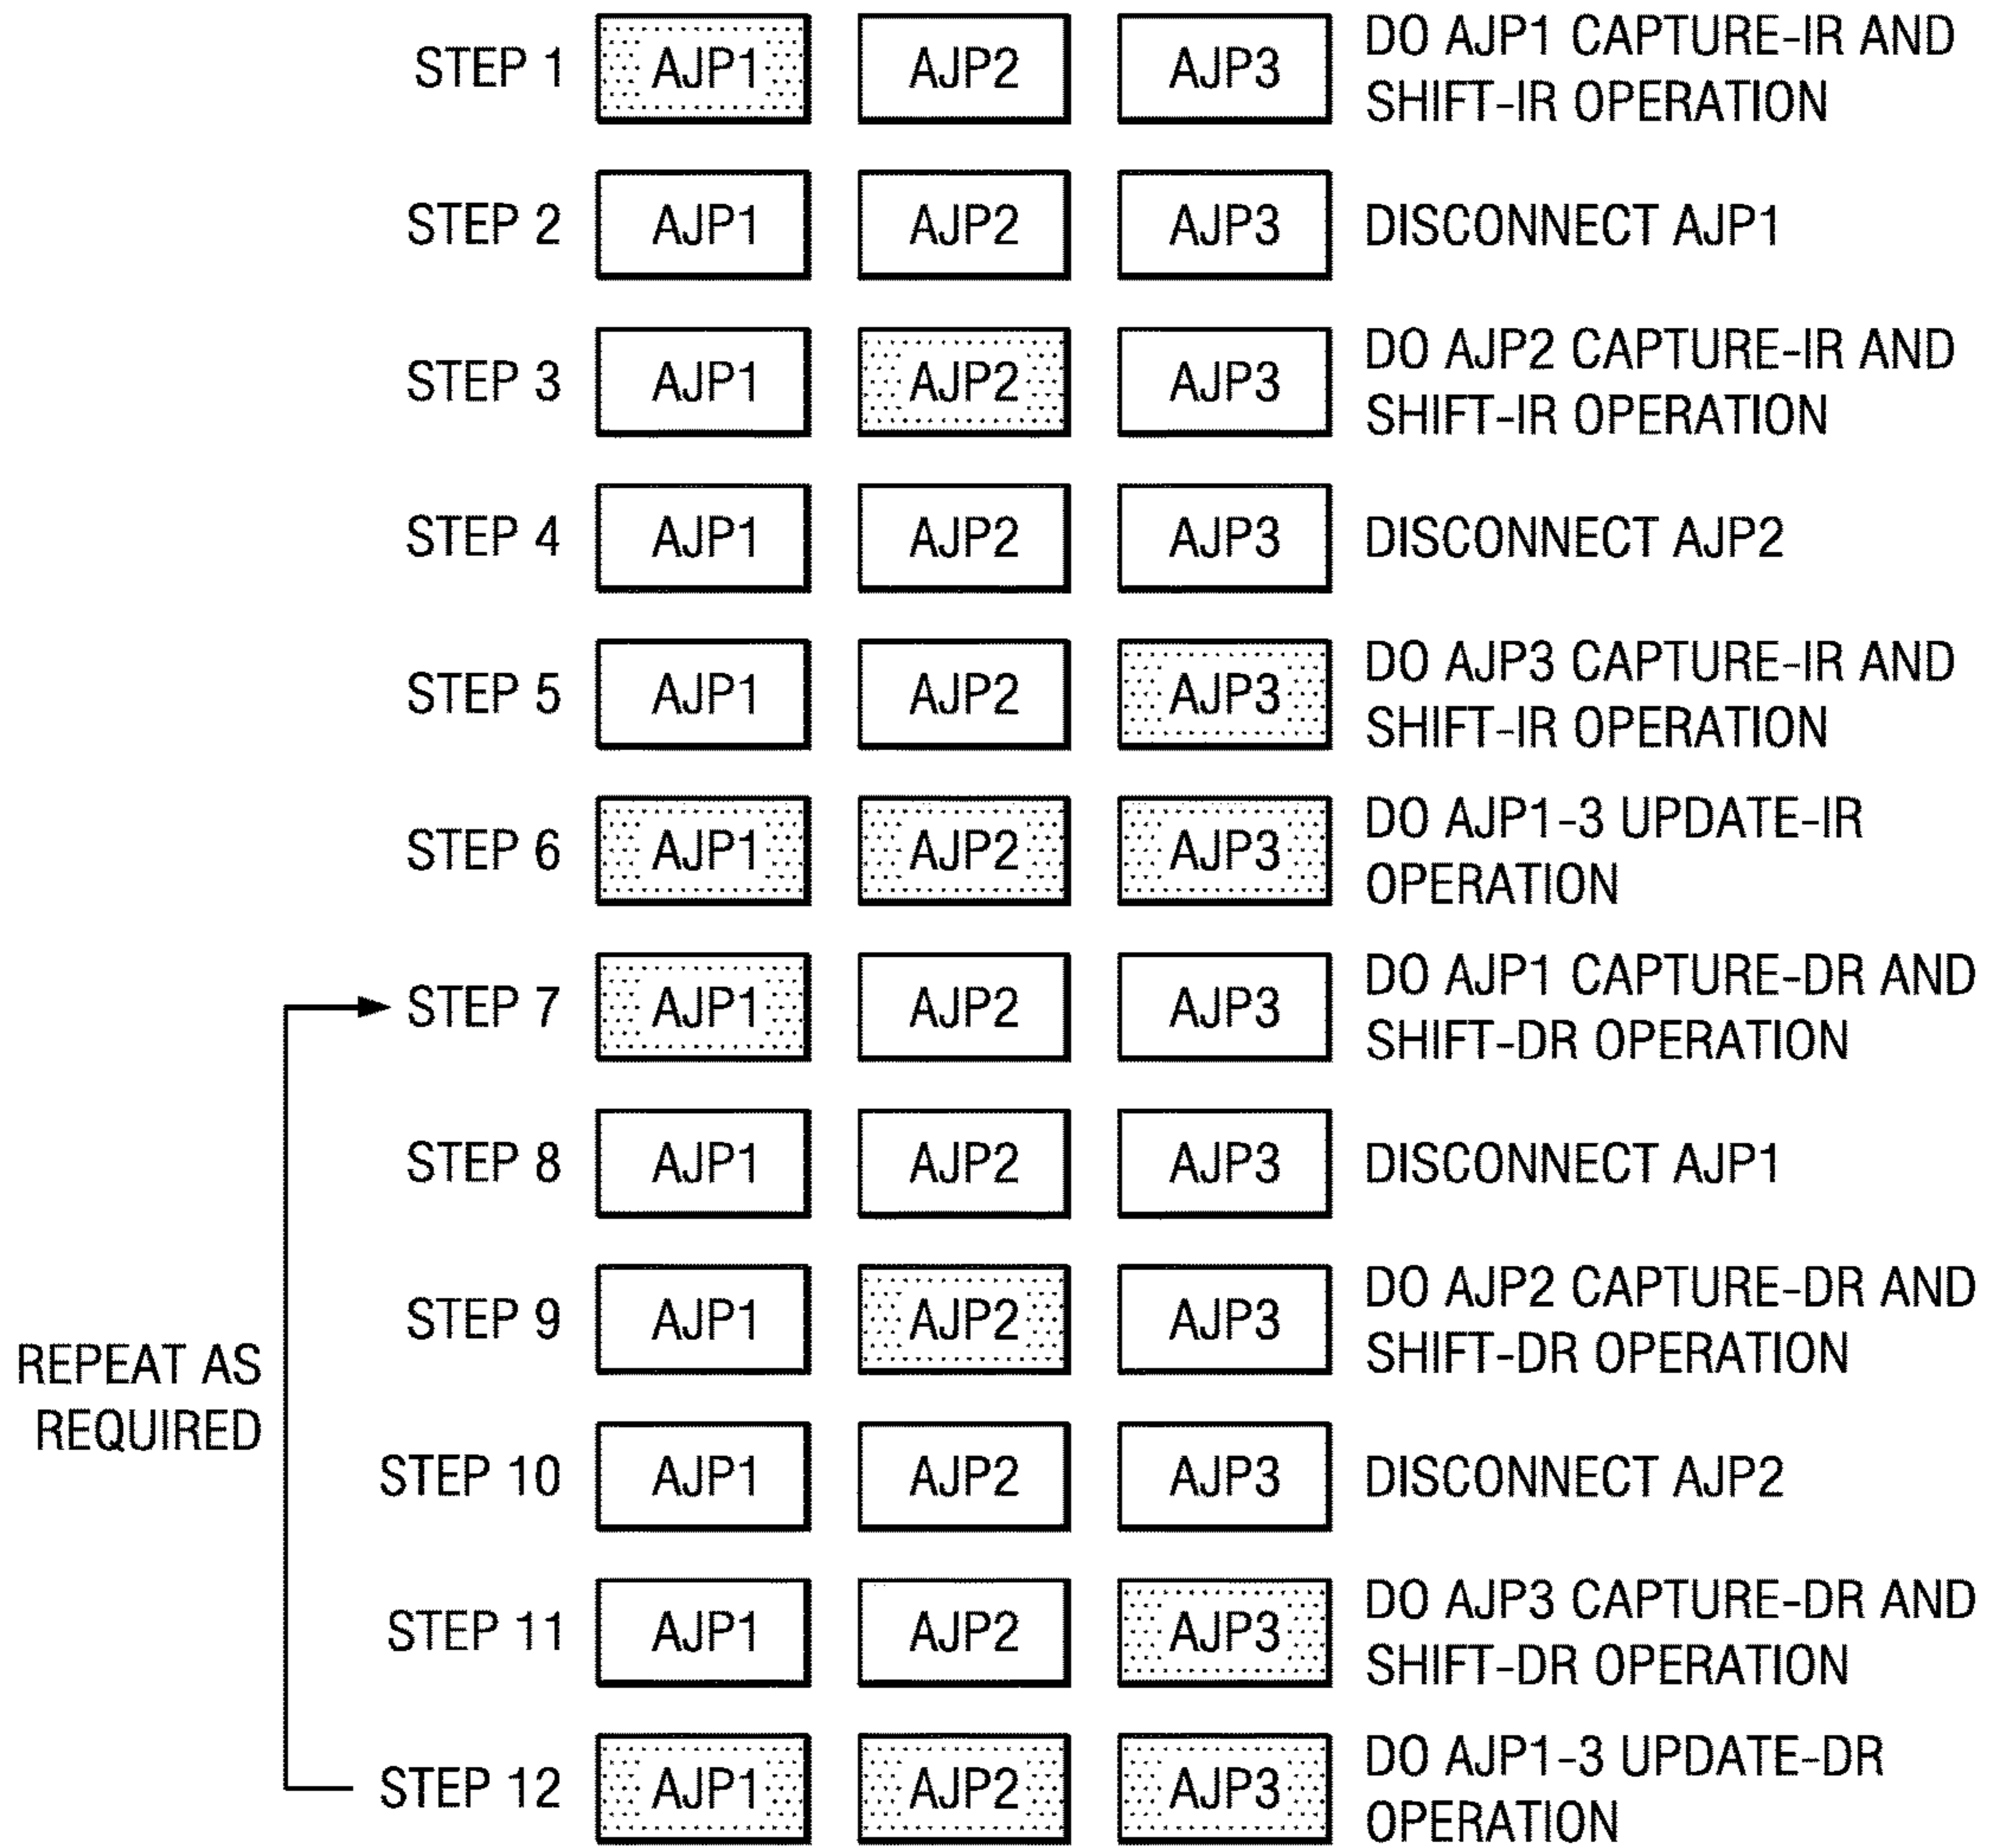 STEP 1 AJP1 AJP2 AJP3 DO AJP1 CAPTURE-IR AND
SHIFT-IR OPERATION
STEP 2 AJP1 AJP2 AJP3 DISCONNECT AJP1
STEP 3 AJP1 AJP2 AJP3 DO AJP2 CAPTURE-IR AND
SHIFT-IR OPERATION
STEP 4 AJP1 AJP2 AJP3 DISCONNECT AJP2
STEP 5 AJP1 AJP2 AJP3 DO AJP3 CAPTURE-IR AND
SHIFT-IR OPERATION
STEP 6 AJP1 AJP2 AJP3 DO AJP1-3 UPDATE-IR
OPERATION
STEP 7 AJP1 AJP2 AJP3 DO AJP1 CAPTURE-DR AND
SHIFT-DR OPERATION
STEP 8 AJP1 AJP2 AJP3 DISCONNECT AJP1
STEP 9 AJP1 AJP2 AJP3 DO AJP2 CAPTURE-DR AND
SHIFT-DR OPERATION
REPEAT AS
REQUIRED
STEP 10 AJP1 AJP2 AJP3 DISCONNECT AJP2
STEP 11 AJP1 AJP2 AJP3 DO AJP3 CAPTURE-DR AND
SHIFT-DR OPERATION
STEP 12 AJP1 AJP2 AJP3 DO AJP1-3 UPDATE-DR
OPERATION